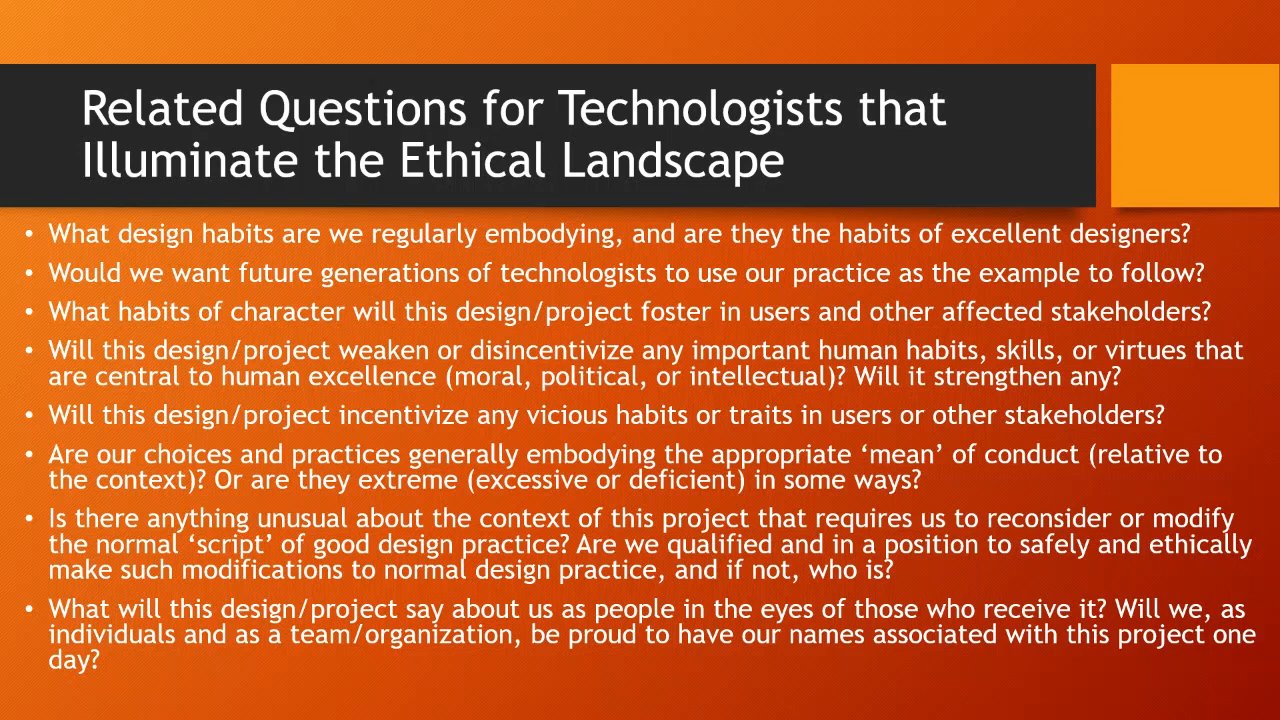 Related Questions for Technologists that
Illuminate the Ethical Landscape
• What design habits are we regularly embodying, and are they the habits of excellent designers?
• Would we want future generations of technologists to use our practice as the example to follow?
• What habits of character will this design/project foster in users and other affected stakeholders?
• Will this design/project weaken or disincentivize any important human habits, skills, or virtues that
are central to human excellence (moral, political, or intellectual)? Will it strengthen any?
• Will this design/project incentivize any vicious habits or traits in users or other stakeholders?
• Are our choices and practices generally embodying the appropriate ‘mean’ of conduct (relative to
the context)? Or are they extreme (excessive or deficient) in some ways?
• Is there anything unusual about the context of this project that requires us to reconsider or modify
the normal ‘script’ of good design practice? Are we qualified and in a position to safely and ethically
make such modifications to normal design practice, and if not, who is?
• What will this design/project say about us as people in the eyes of those who receive it? Will we, as
individuals and as a team/organization, be proud to have our names associated with this project one
day?